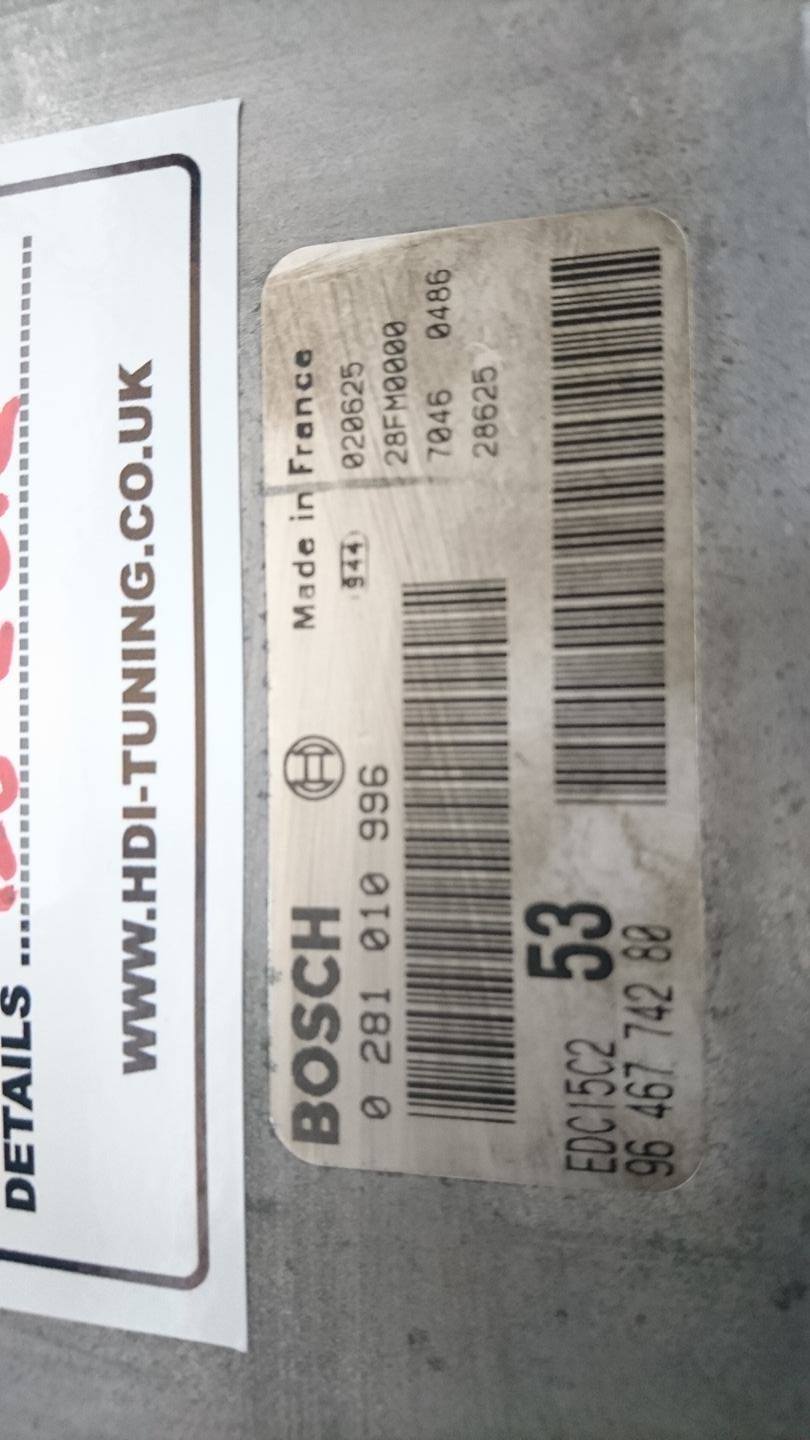 DETAILS
WWW.HDI-TUNING.CO.UK
BOSCH Made in France
0 281 010 996 944 020625
28FM0000
7046 0486
28625
53
EDC15C2
96 467 742 80